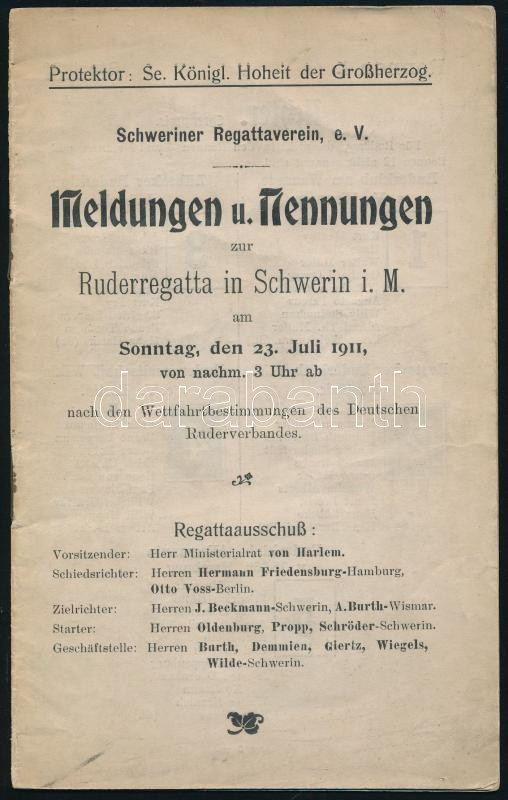 Protektor: Se. Königl. Hoheit der Großherzog.
Schweriner Regattaverein, e. V.
Meldungen u. Nennungen
zur
Ruderregatta in Schwerin i. M.
am
Sonntag, den 23. Juli 1911,
von nachm. 3 Uhr ab
darabanth
nach den Wettfahrtbestimmungen des Deutschen
Ruderverbandes.
Regattaausschuß:
Vorsitzender: Herr Ministerialrat von Harlem.
Schiedsrichter: Herren Hermann Friedensburg-Hamburg,
Otto Voss-Berlin.
Zielrichter: Herren J. Beckmann-Schwerin, A. Burth-Wismar.
Starter: Herren Oldenburg, Propp, Schröder-Schwerin.
Geschäftstelle: Herren Burth, Demmien, Giertz, Wiegels,
Wilde-Schwerin.